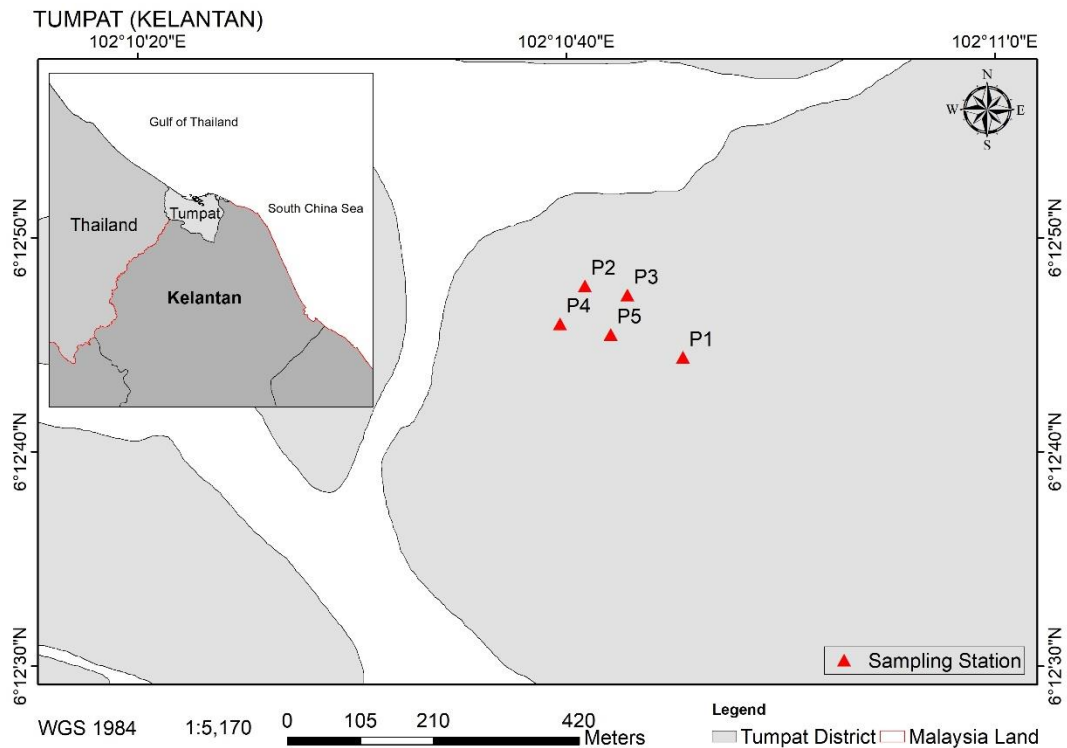 TUMPAT (KELANTAN)
102°10'20"E 102°10'40"E 102°11'0"E
N
W E
S
Gulf of Thailand
South China Sea
Tumpat
Thailand
Kelantan
6°12'50"N 6°12'50"N
P2 P3
P4 P5
P1
6°12'40"N 6°12'40"N
6°12'30"N 6°12'30"N
Sampling Station
WGS 1984 1:5,170 0 105 210 420 Meters
Legend
Tumpat District Malaysia Land